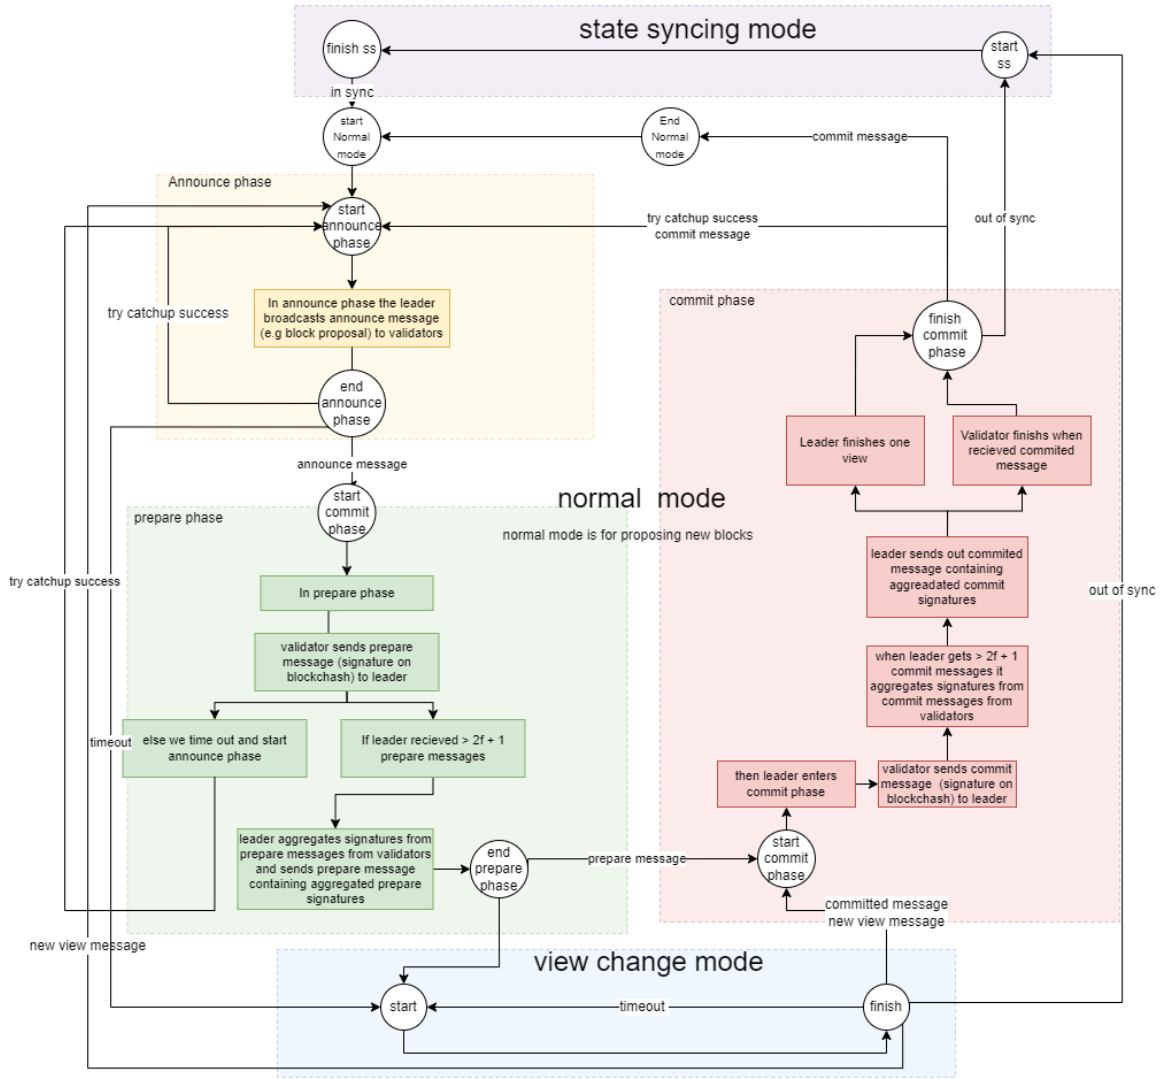 state syncing mode
finish ss
start
ss
in sync
start
Normal
mode
End
Normal
mode
commit message
Announce phase
start
announce
phase
try catchup success
commit message
out of sync
In announce phase the leader
broadcasts announce message
(e.g block proposal) to validators
try catchup success
commit phase
finish
commit
phase
end
announce
phase
Leader finishes one
view
Validator finishs when
recieved commited
message
announce message
start
commit
phase
normal mode
normal mode is for proposing new blocks
prepare phase
leader sends out commited
message containing
aggreadated commit
signatures
try catchup success
In prepare phase
out of sync
validator sends prepare
message (signature on
blockchash) to leader
when leader gets > 2f + 1
commit messages it
aggregates signatures from
commit messages from
validators
timeout
else we time out and start
announce phase
If leader recieved > 2f + 1
prepare messages
then leader enters
commit phase
validator sends commit
message (signature on
blockchash) to leader
leader aggregates signatures from
prepare messages from validators
and sends prepare message
containing aggregated prepare
signatures
end
prepare
phase
prepare message
start
commit
phase
committed message
new view message
new view message
view change mode
start
timeout
finish